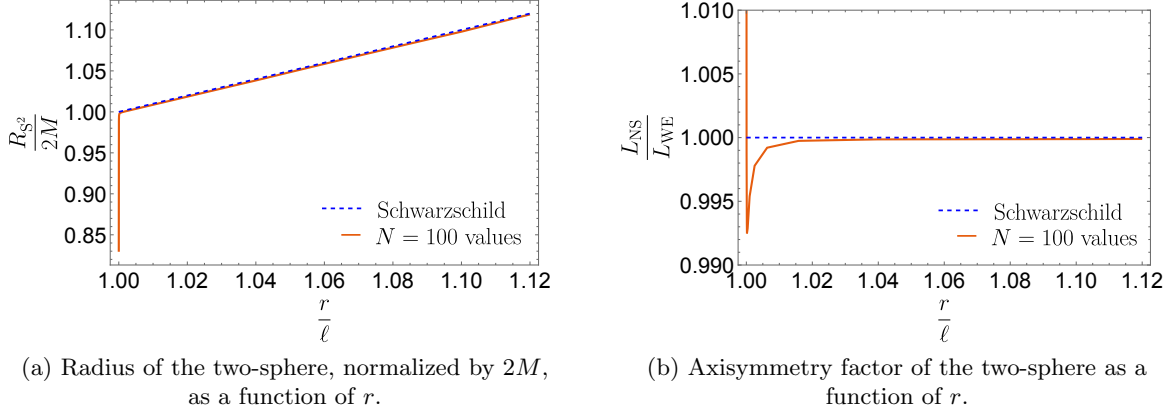 1.10
1.05
1.00
0.95
0.90
0.85
R_S²
2M
Schwarzschild
N = 100 values
1.00 1.02 1.04 1.06 1.08 1.10 1.12
r
ℓ
(a) Radius of the two-sphere, normalized by 2M,
as a function of r.
1.010
1.005
1.000
0.995
0.990
L_NS
L_WE
Schwarzschild
N = 100 values
1.00 1.02 1.04 1.06 1.08 1.10 1.12
r
ℓ
(b) Axisymmetry factor of the two-sphere as a
function of r.